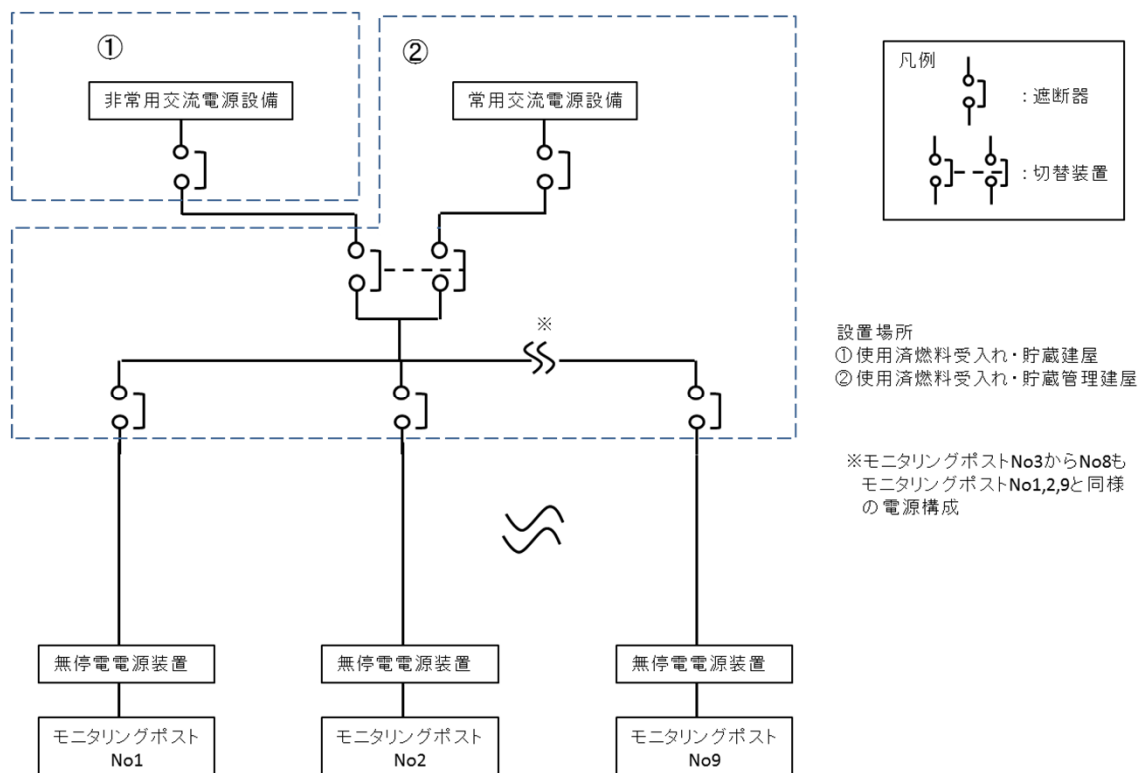 ①
②
非常用交流電源設備
常用交流電源設備
凡例
：遮断器
：切替装置
※
設置場所
①使用済燃料受入れ・貯蔵建屋
②使用済燃料受入れ・貯蔵管理建屋
※モニタリングポストNo3からNo8も
モニタリングポストNo1,2,9と同様
の電源構成
無停電電源装置
無停電電源装置
無停電電源装置
モニタリングポスト
No1
モニタリングポスト
No2
モニタリングポスト
No9